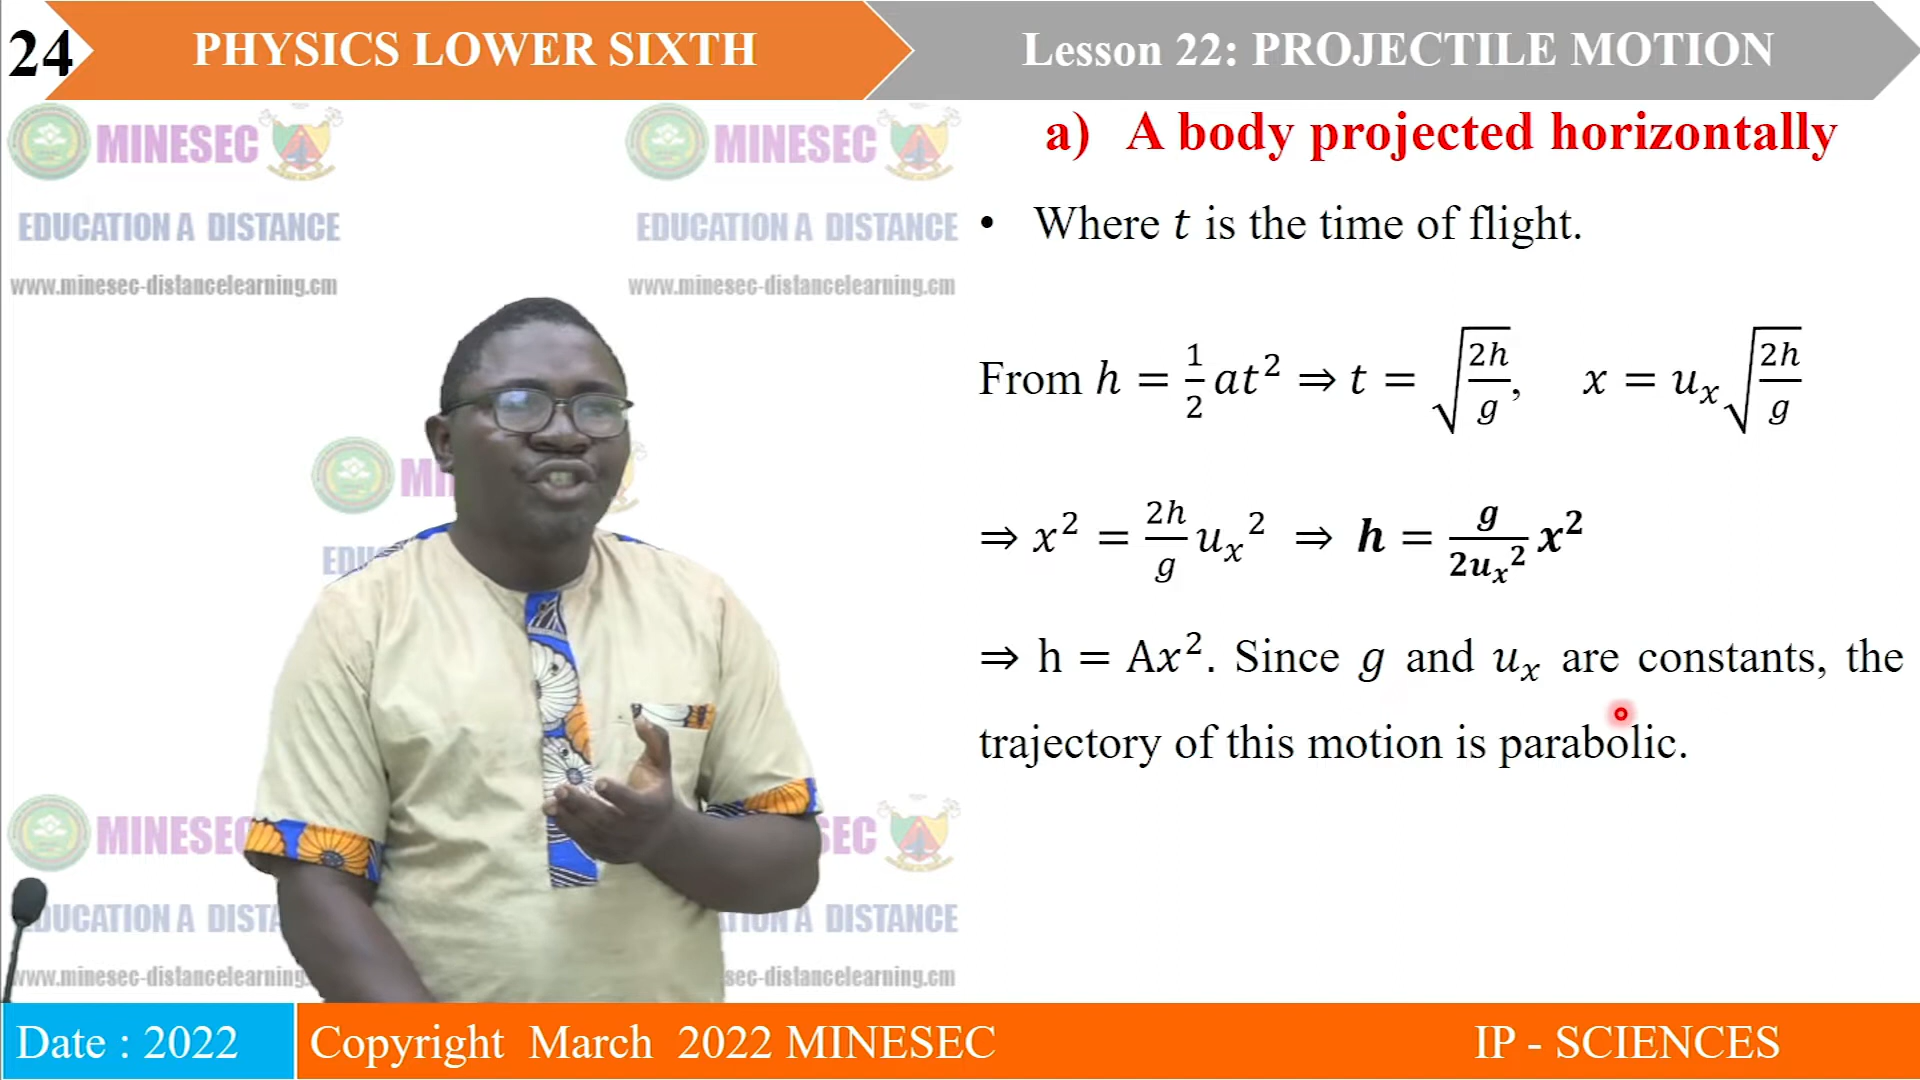 24
PHYSICS LOWER SIXTH
Lesson 22: PROJECTILE MOTION
MINESEC
EDUCATION A DISTANCE
www.minesec-distancelearning.cm
MINESEC
EDUCATION A DISTANCE
www.minesec-distancelearning.cm
a) A body projected horizontally
• Where t is the time of flight.
From h = 1/2 at² ⇒ t = √(2h/g), x = uₓ√(2h/g)
⇒ x² = 2h/g uₓ² ⇒ h = g/(2uₓ²) x²
⇒ h = Ax². Since g and uₓ are constants, the
trajectory of this motion is parabolic.
MINESEC
Date : 2022
Copyright March 2022 MINESEC
IP - SCIENCES